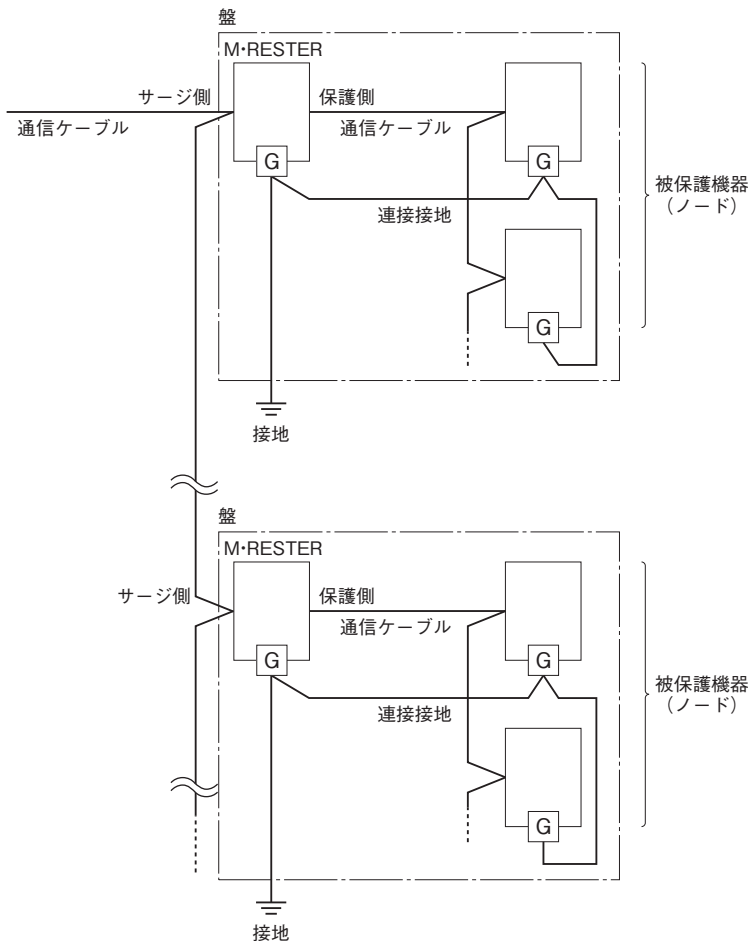 盤
M・RESTER
サージ側
保護側
通信ケーブル
通信ケーブル
G
G
被保護機器
（ノード）
連接接地
G
接地
盤
M・RESTER
サージ側
保護側
通信ケーブル
G
G
被保護機器
（ノード）
連接接地
G
接地